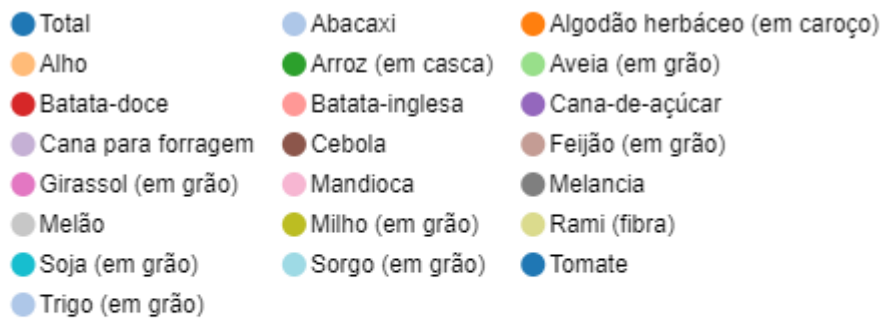 Total Abacaxi Algodão herbáceo (em caroço)
Alho Arroz (em casca) Aveia (em grão)
Batata-doce Batata-inglesa Cana-de-açúcar
Cana para forragem Cebola Feijão (em grão)
Girassol (em grão) Mandioca Melancia
Melão Milho (em grão) Rami (fibra)
Soja (em grão) Sorgo (em grão) Tomate
Trigo (em grão)